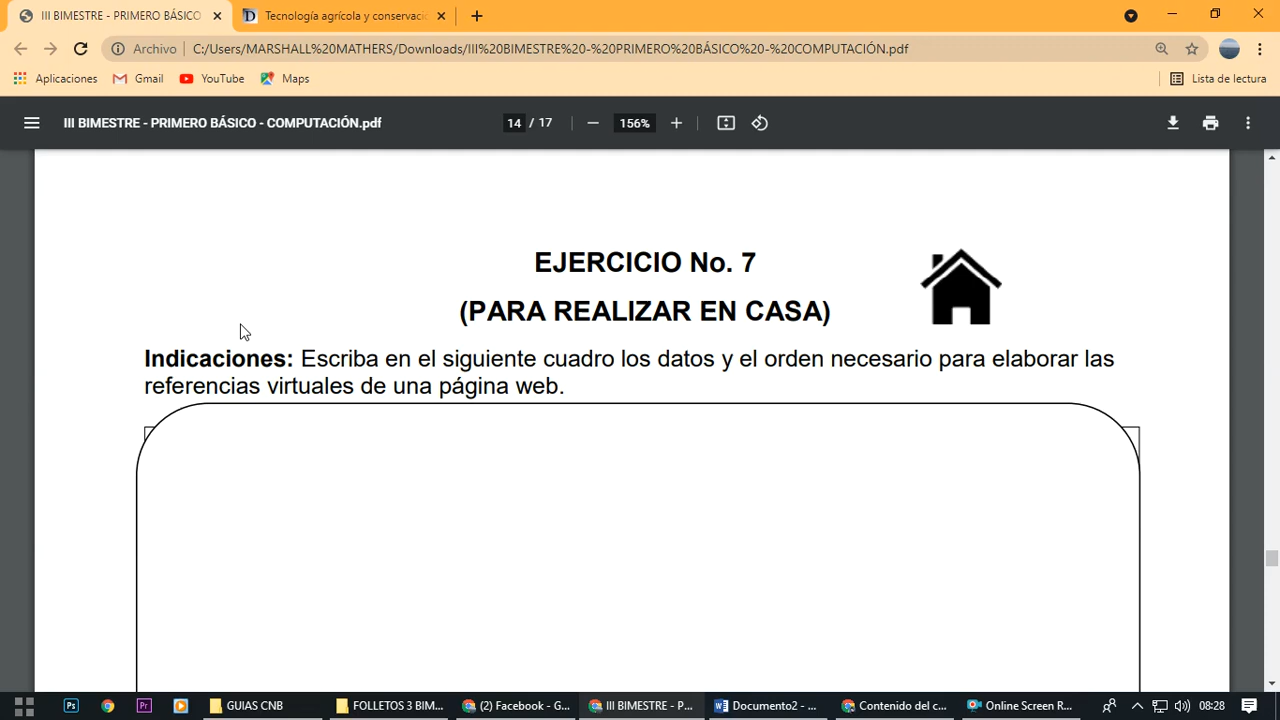 III BIMESTRE - PRIMERO BÁSICO
Tecnología agrícola y conservaci
Archivo
C:/Users/MARSHALL%20MATHERS/Downloads/III%20BIMESTRE%20-%20PRIMERO%20BÁSICO%20-%20COMPUTACIÓN.pdf
Aplicaciones
Gmail
YouTube
Maps
Lista de lectura
III BIMESTRE - PRIMERO BÁSICO - COMPUTACIÓN.pdf
14 / 17
156%
EJERCICIO No. 7
(PARA REALIZAR EN CASA)
Indicaciones: Escriba en el siguiente cuadro los datos y el orden necesario para elaborar las
referencias virtuales de una página web.
Ps
Pr
GUIAS CNB
FOLLETOS 3 BIM...
(2) Facebook - G...
III BIMESTRE - P...
Documento2 - ...
Contenido del c...
Online Screen R...
08:28